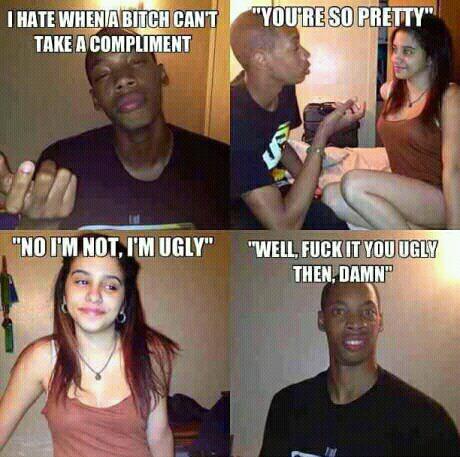 I HATE WHEN A BITCH CAN'T
TAKE A COMPLIMENT
"YOU'RE SO PRETTY"
"NO I'M NOT, I'M UGLY"
"WELL, FUCK IT YOU UGLY
THEN, DAMN"